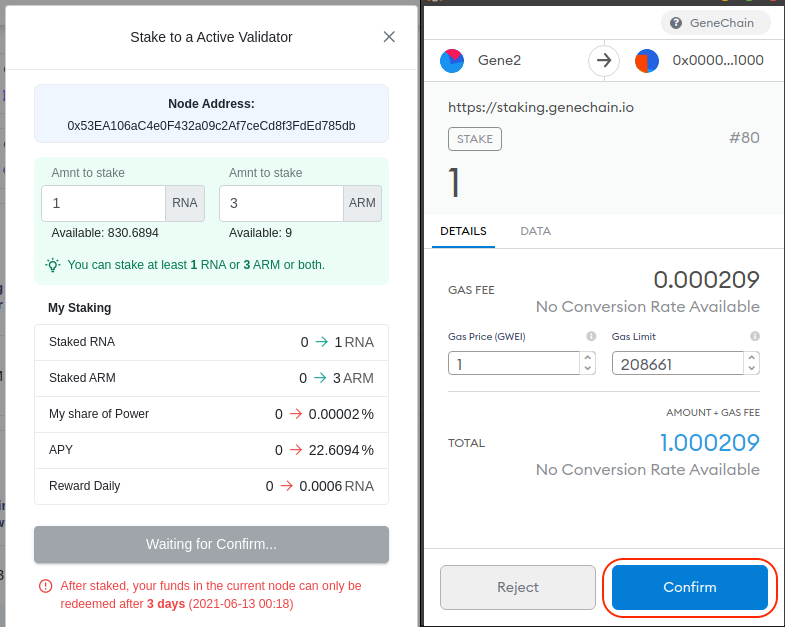 Stake to a Active Validator
Node Address:
0x53EA106aC4e0F432a09c2Af7ceCd8f3FdEd785db
Amnt to stake
Amnt to stake
1 RNA
3 ARM
Available: 830.6894
Available: 9
You can stake at least 1 RNA or 3 ARM or both.
My Staking
Staked RNA 0 → 1 RNA
Staked ARM 0 → 3 ARM
My share of Power 0 → 0.00002 %
APY 0 → 22.6094 %
Reward Daily 0 → 0.0006 RNA
Waiting for Confirm...
After staked, your funds in the current node can only be
redeemed after 3 days (2021-06-13 00:18)
? GeneChain
Gene2 → 0x0000...1000
https://staking.genechain.io
STAKE #80
1
DETAILS DATA
GAS FEE 0.000209
No Conversion Rate Available
Gas Price (GWEI) Gas Limit
1 208661
AMOUNT + GAS FEE
TOTAL 1.000209
No Conversion Rate Available
Reject Confirm